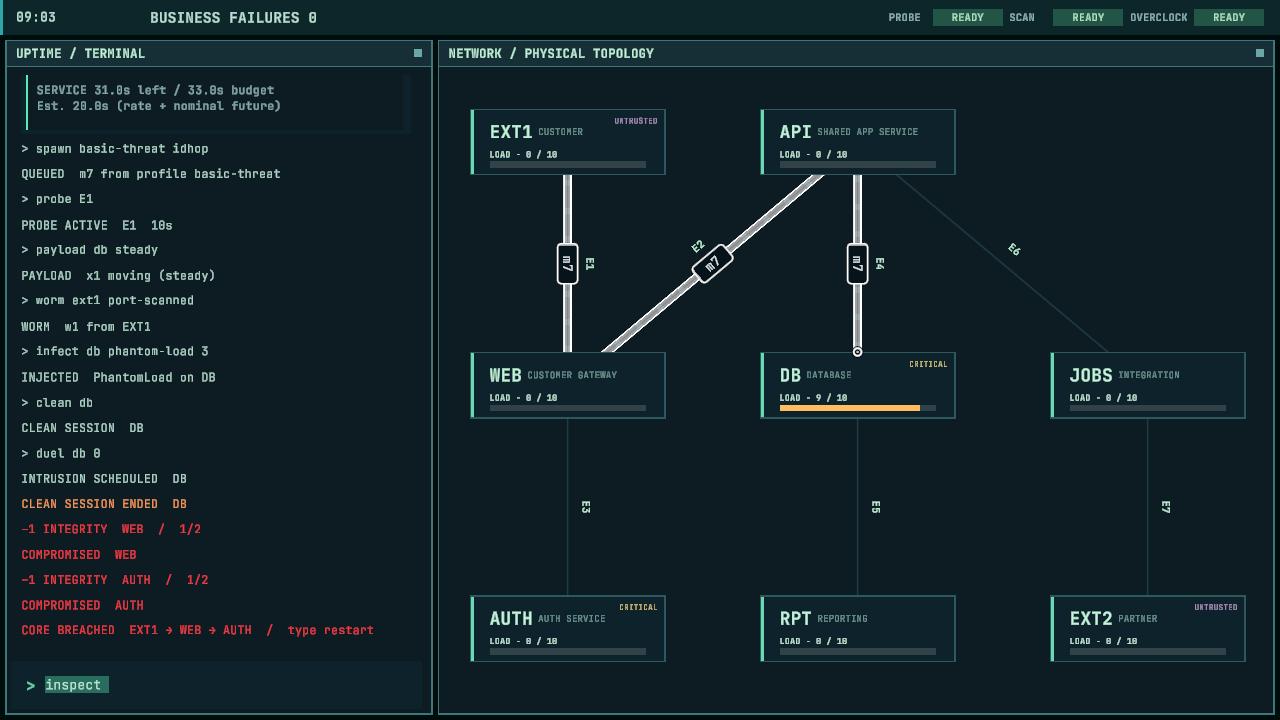 09:03 BUSINESS FAILURES 0 PROBE READY SCAN READY OVERCLOCK READY
UPTIME / TERMINAL
SERVICE 31.0s left / 33.0s budget
Est. 20.0s (rate + nominal future)
> spawn basic-threat idhop
QUEUED m7 from profile basic-threat
> probe E1
PROBE ACTIVE E1 10s
> payload db steady
PAYLOAD x1 moving (steady)
> worm ext1 port-scanned
WORM w1 from EXT1
> infect db phantom-load 3
INJECTED PhantomLoad on DB
> clean db
CLEAN SESSION DB
> duel db 0
INTRUSION SCHEDULED DB
CLEAN SESSION ENDED DB
−1 INTEGRITY WEB / 1/2
COMPROMISED WEB
−1 INTEGRITY AUTH / 1/2
COMPROMISED AUTH
CORE BREACHED EXT1 → WEB → AUTH / type restart
> inspect
NETWORK / PHYSICAL TOPOLOGY
UNTRUSTED
EXT1 CUSTOMER
LOAD - 0 / 10
API SHARED APP SERVICE
LOAD - 0 / 10
m7 E1
E2
m7
m7 E4
E6
WEB CUSTOMER GATEWAY
LOAD - 0 / 10
CRITICAL
DB DATABASE
LOAD - 9 / 10
JOBS INTEGRATION
LOAD - 0 / 10
E3
E5
E7
CRITICAL
AUTH AUTH SERVICE
LOAD - 0 / 10
RPT REPORTING
LOAD - 0 / 10
UNTRUSTED
EXT2 PARTNER
LOAD - 0 / 10